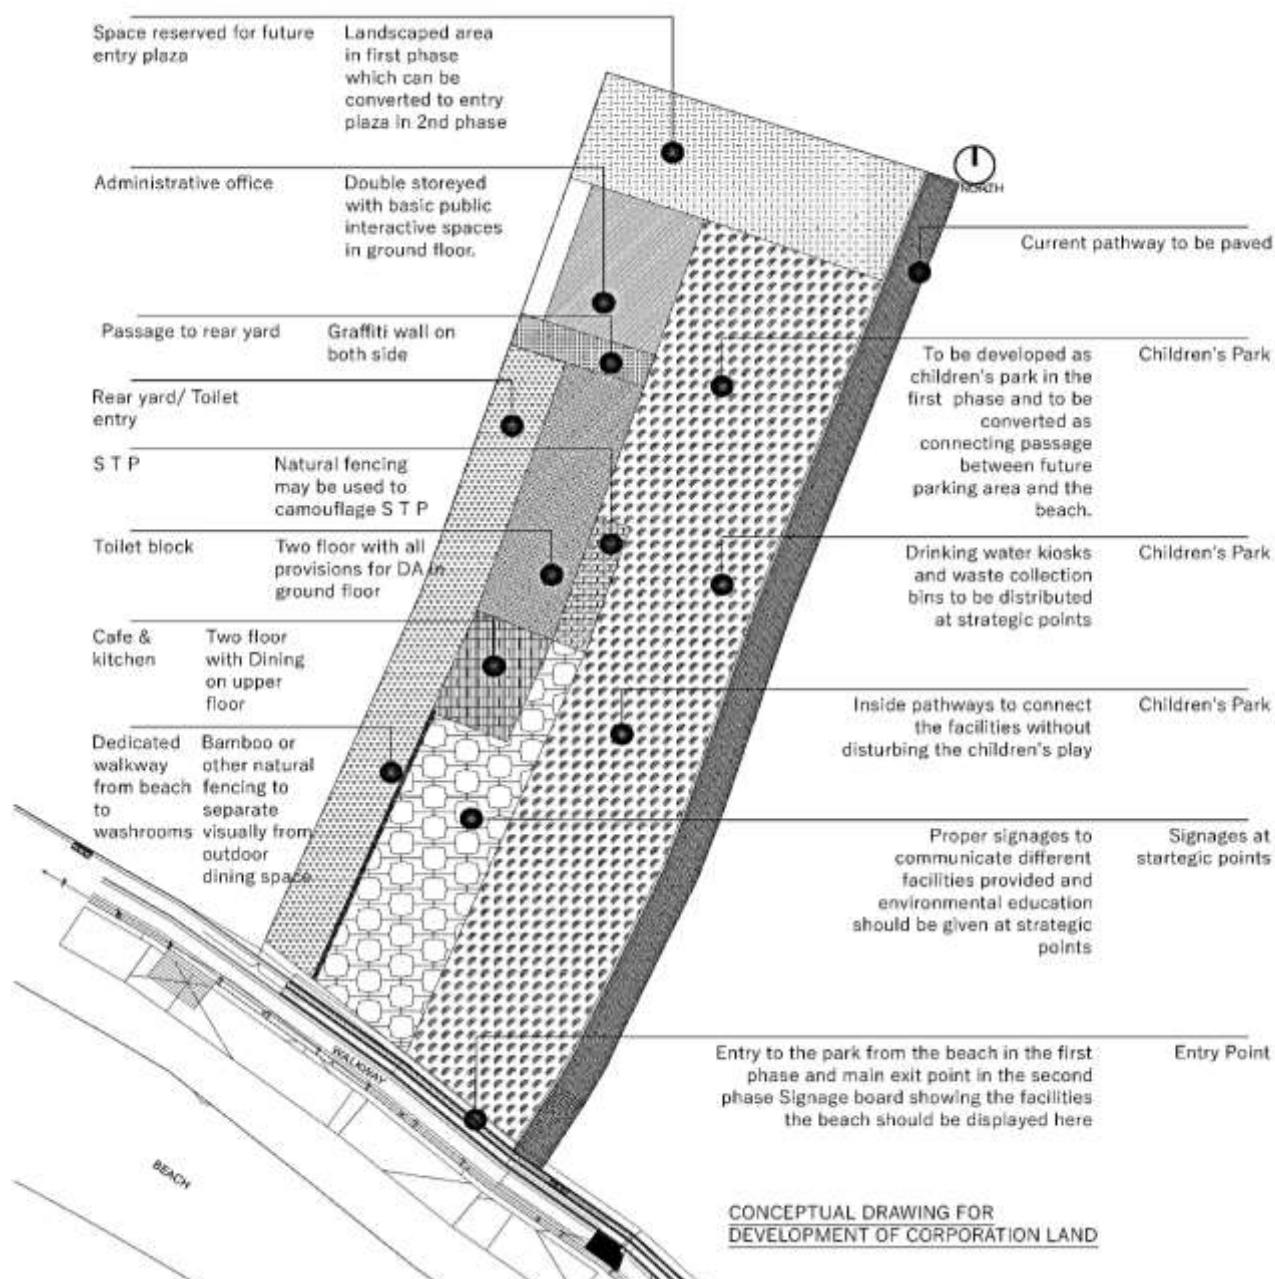 Space reserved for future
entry plaza
Landscaped area
in first phase
which can be
converted to entry
plaza in 2nd phase
NORTH
Administrative office
Double storeyed
with basic public
interactive spaces
in ground floor.
Current pathway to be paved
Passage to rear yard
Graffiti wall on
both side
To be developed as
children's park in the
first phase and to be
converted as
connecting passage
between future
parking area and the
beach.
Children's Park
Rear yard/ Toilet
entry
S T P
Natural fencing
may be used to
camouflage S T P
Toilet block
Two floor with all
provisions for DA in
ground floor
Drinking water kiosks
and waste collection
bins to be distributed
at strategic points
Children's Park
Cafe &
kitchen
Two floor
with Dining
on upper
floor
Inside pathways to connect
the facilities without
disturbing the children's play
Children's Park
Dedicated
walkway
from beach
to
washrooms
Bamboo or
other natural
fencing to
separate
visually from
outdoor
dining space
Proper signages to
communicate different
facilities provided and
environmental education
should be given at strategic
points
Signages at
startegic points
Entry to the park from the beach in the first
phase and main exit point in the second
phase Signage board showing the facilities
the beach should be displayed here
Entry Point
WALKWAY
BEACH
CONCEPTUAL DRAWING FOR
DEVELOPMENT OF CORPORATION LAND